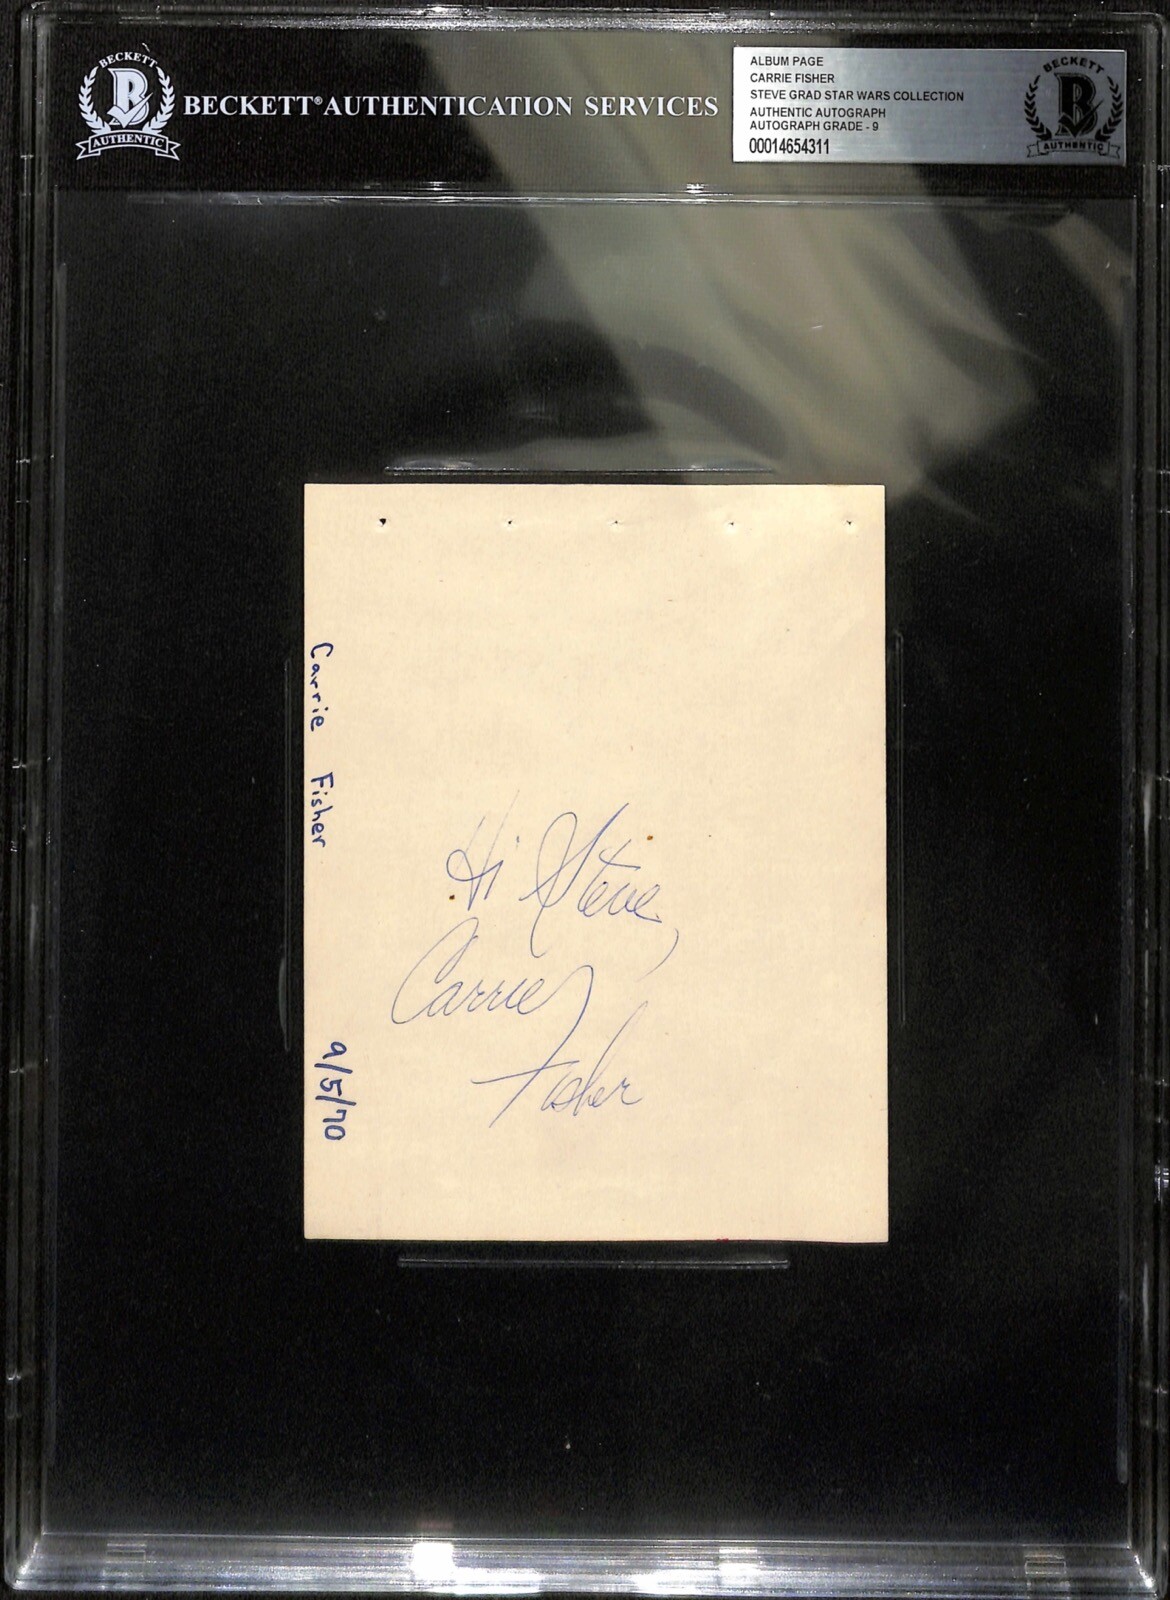 BECKETT
B
AUTHENTIC
BECKETT® AUTHENTICATION SERVICES
ALBUM PAGE
CARRIE FISHER
STEVE GRAD STAR WARS COLLECTION
AUTHENTIC AUTOGRAPH
AUTOGRAPH GRADE - 9
00014654311
BECKETT
B
AUTHENTIC
Carrie Fisher 9/5/70
Hi Steve,
Carrie
Fisher